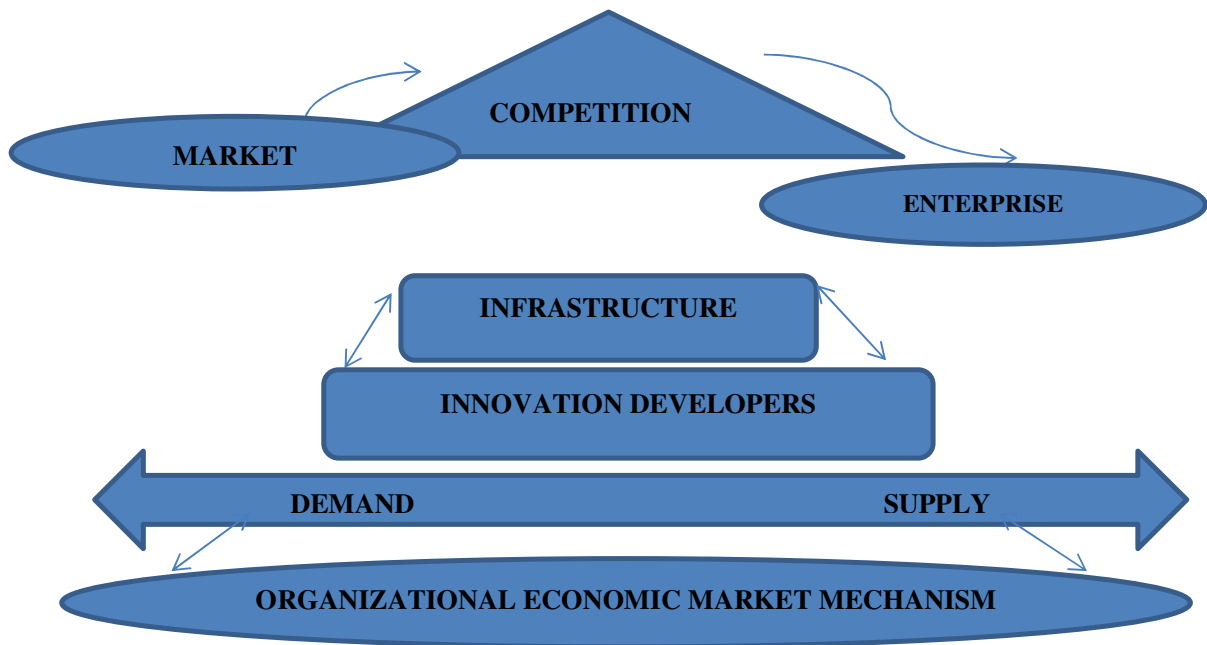 COMPETITION
MARKET
ENTERPRISE
INFRASTRUCTURE
INNOVATION DEVELOPERS
DEMAND
SUPPLY
ORGANIZATIONAL ECONOMIC MARKET MECHANISM